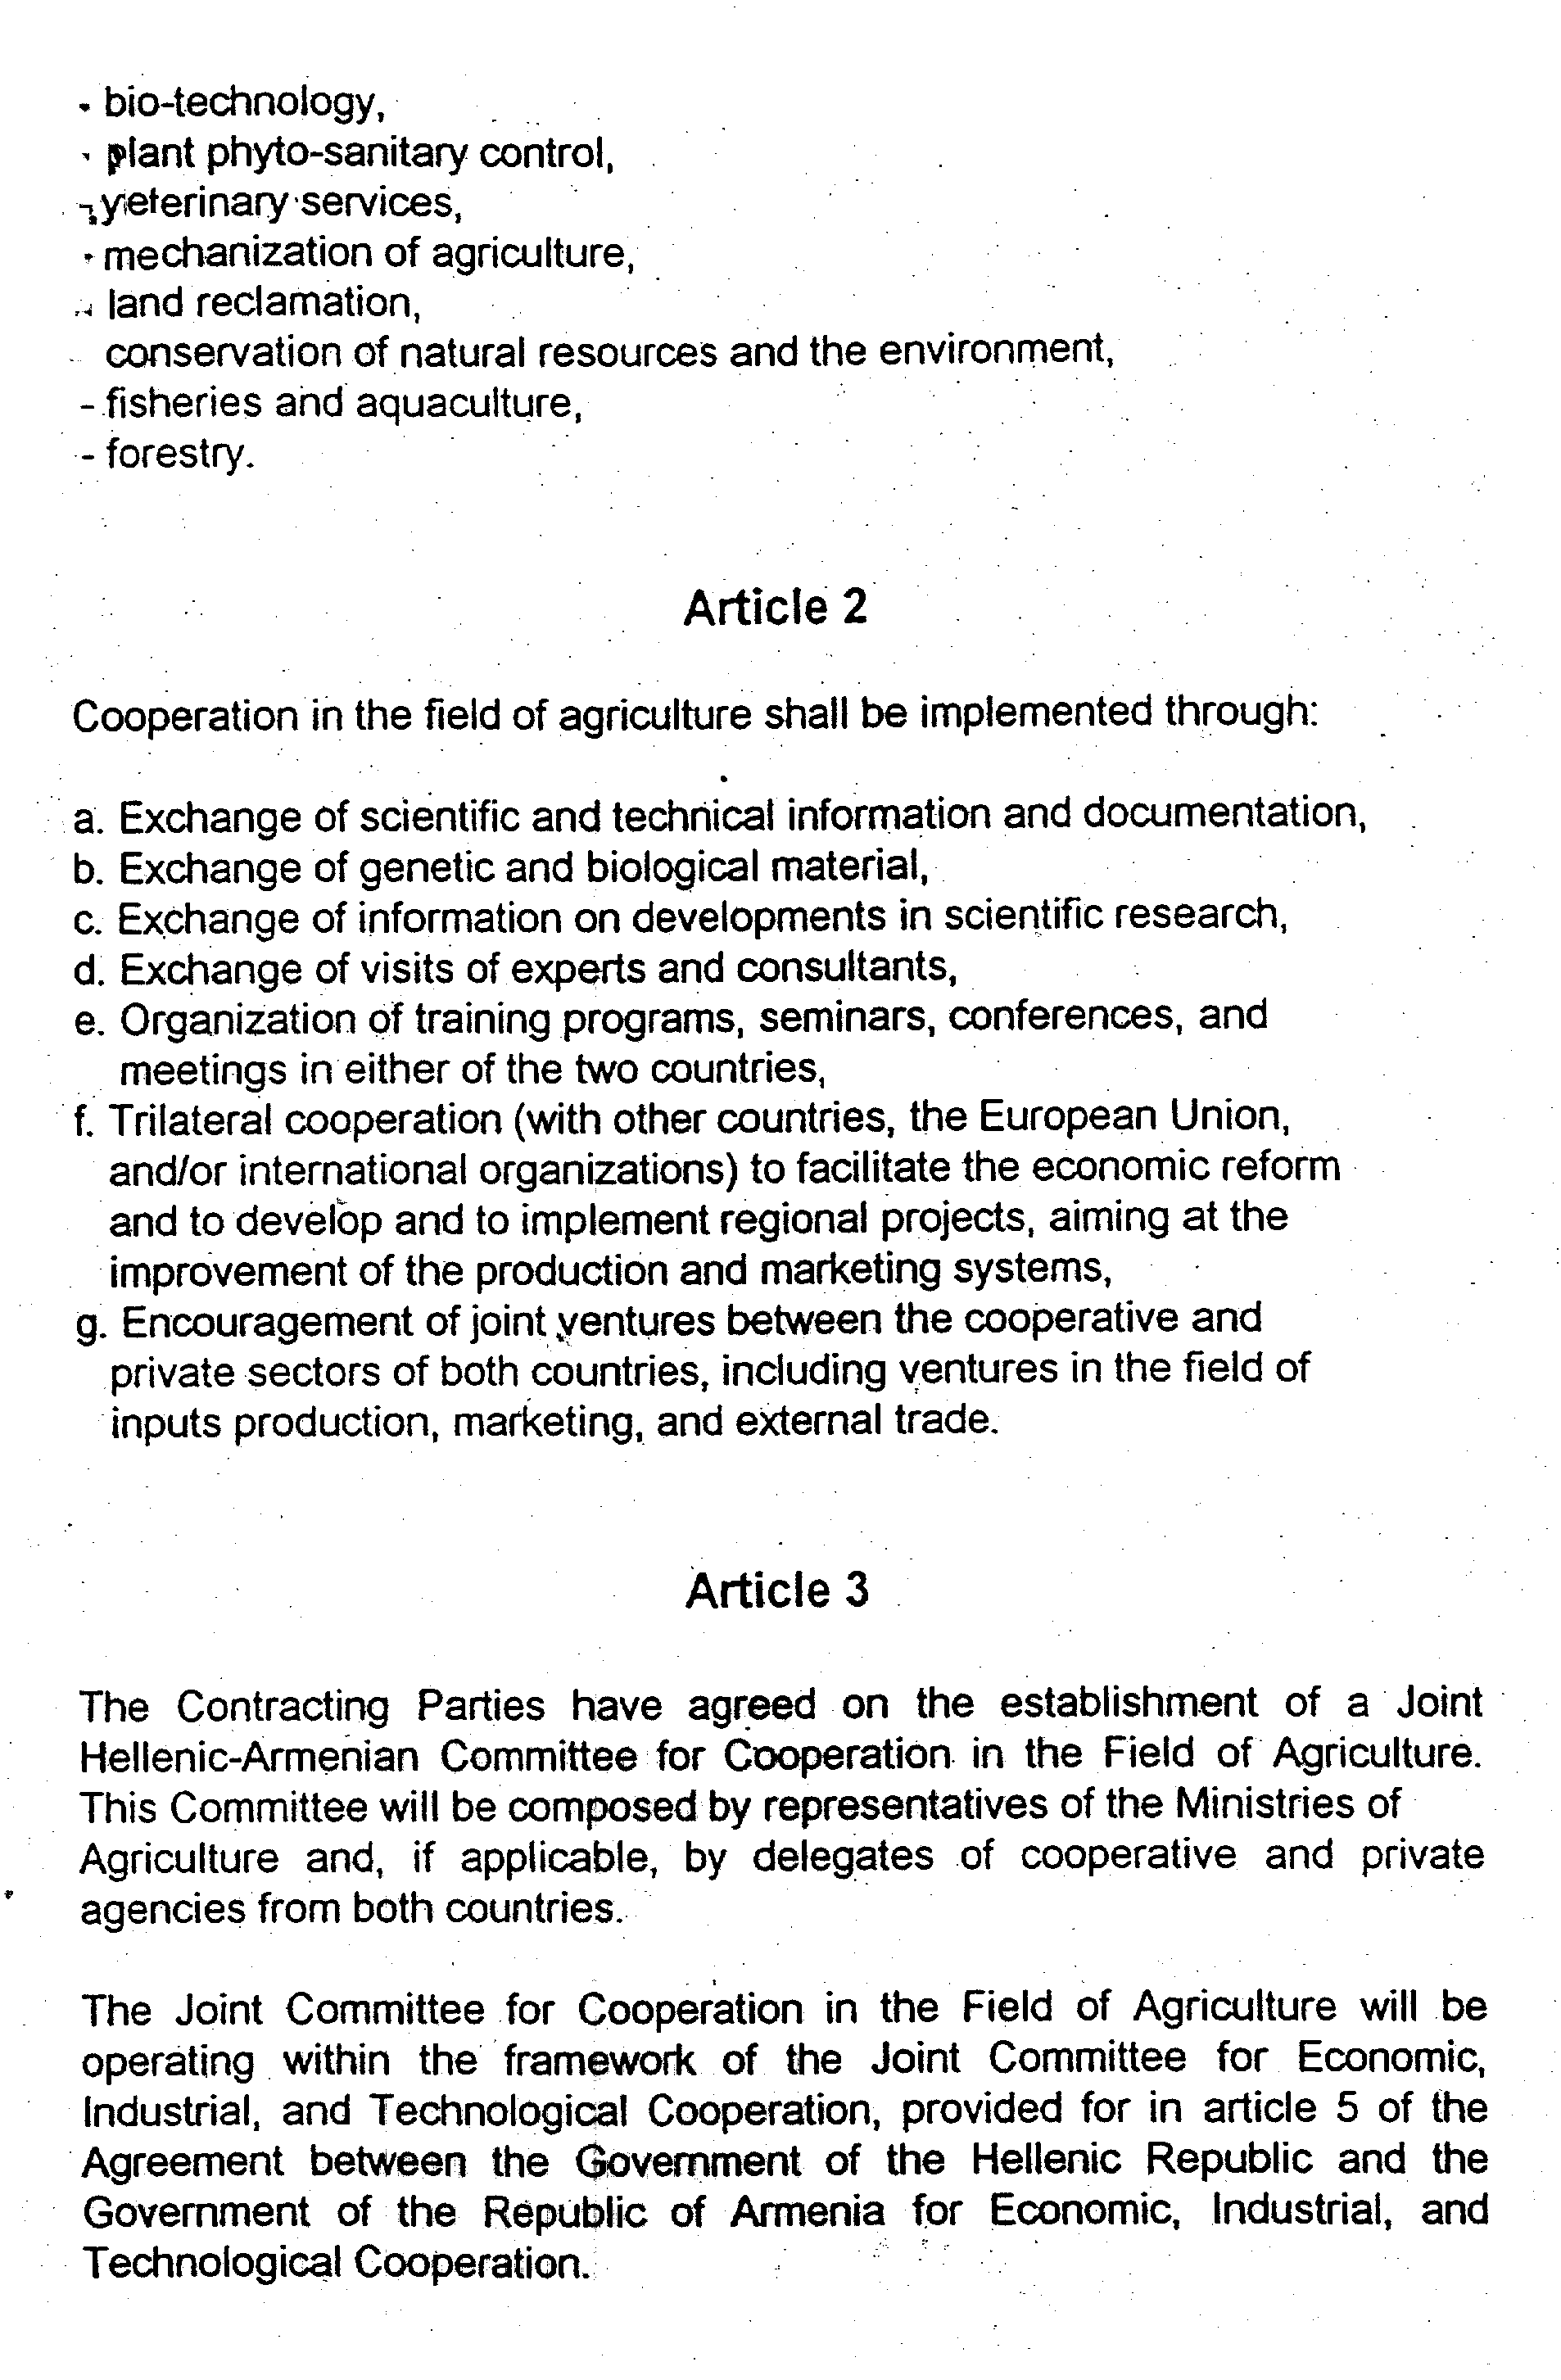 - bio-technology,
- plant phyto-sanitary control,
- veterinary services,
- mechanization of agriculture,
- land reclamation,
- conservation of natural resources and the environment,
- fisheries and aquaculture,
- forestry.
Article 2
Cooperation in the field of agriculture shall be implemented through:
a. Exchange of scientific and technical information and documentation,
b. Exchange of genetic and biological material,
c. Exchange of information on developments in scientific research,
d. Exchange of visits of experts and consultants,
e. Organization of training programs, seminars, conferences, and
meetings in either of the two countries,
f. Trilateral cooperation (with other countries, the European Union,
and/or international organizations) to facilitate the economic reform
and to develop and to implement regional projects, aiming at the
improvement of the production and marketing systems,
g. Encouragement of joint ventures between the cooperative and
private sectors of both countries, including ventures in the field of
inputs production, marketing, and external trade.
Article 3
The Contracting Parties have agreed on the establishment of a Joint
Hellenic-Armenian Committee for Cooperation in the Field of Agriculture.
This Committee will be composed by representatives of the Ministries of
Agriculture and, if applicable, by delegates of cooperative and private
agencies from both countries.
The Joint Committee for Cooperation in the Field of Agriculture will be
operating within the framework of the Joint Committee for Economic,
Industrial, and Technological Cooperation, provided for in article 5 of the
Agreement between the Government of the Hellenic Republic and the
Government of the Republic of Armenia for Economic, Industrial, and
Technological Cooperation.